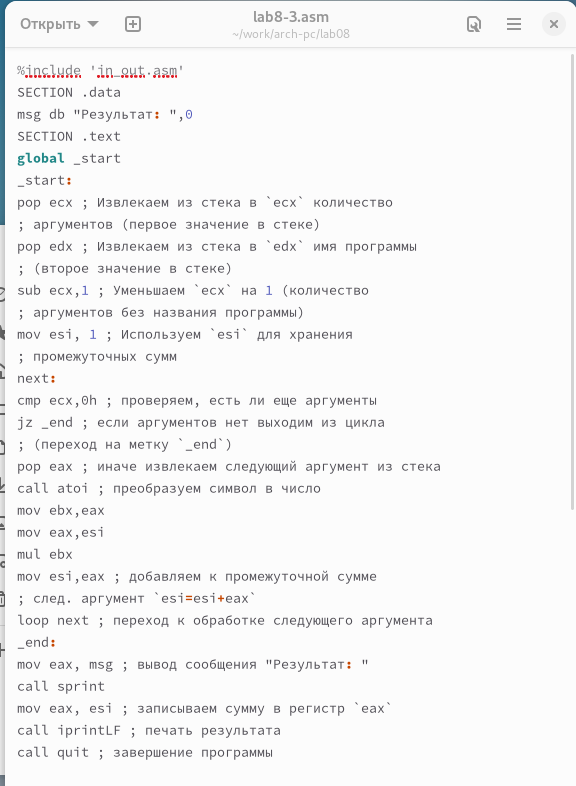 Открыть
lab8-3.asm
~/work/arch-pc/lab08
%include 'in_out.asm'
SECTION .data
msg db "Результат: ",0
SECTION .text
global _start
_start:
pop ecx ; Извлекаем из стека в `ecx` количество
; аргументов (первое значение в стеке)
pop edx ; Извлекаем из стека в `edx` имя программы
; (второе значение в стеке)
sub ecx,1 ; Уменьшаем `ecx` на 1 (количество
; аргументов без названия программы)
mov esi, 1 ; Используем `esi` для хранения
; промежуточных сумм
next:
cmp ecx,0h ; проверяем, есть ли еще аргументы
jz _end ; если аргументов нет выходим из цикла
; (переход на метку `_end`)
pop eax ; иначе извлекаем следующий аргумент из стека
call atoi ; преобразуем символ в число
mov ebx,eax
mov eax,esi
mul ebx
mov esi,eax ; добавляем к промежуточной сумме
; след. аргумент `esi=esi+eax`
loop next ; переход к обработке следующего аргумента
_end:
mov eax, msg ; вывод сообщения "Результат: "
call sprint
mov eax, esi ; записываем сумму в регистр `eax`
call iprintLF ; печать результата
call quit ; завершение программы